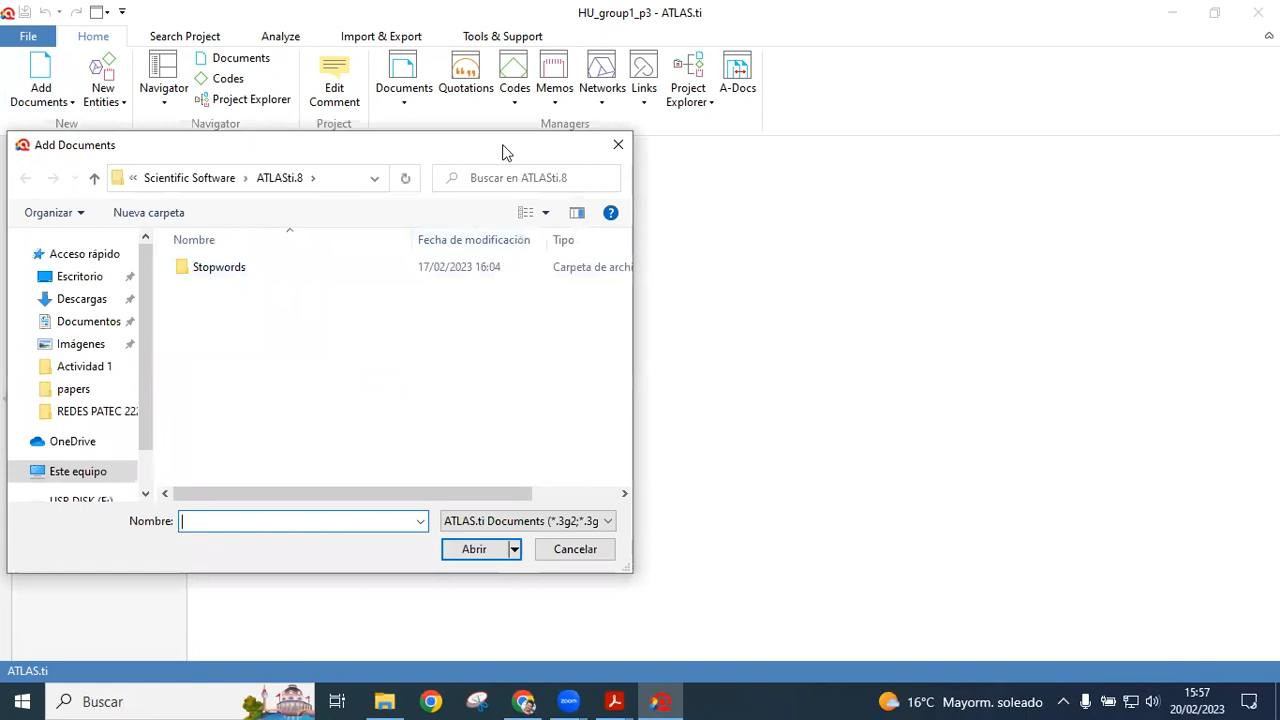 HU_group1_p3 - ATLAS.ti
File
Home
Search Project
Analyze
Import & Export
Tools & Support
Add Documents
New Entities
Navigator
Documents
Codes
Project Explorer
Edit Comment
Documents
Quotations
Codes
Memos
Networks
Links
Project Explorer
A-Docs
New
Navigator
Project
Managers
Add Documents
« Scientific Software > ATLASti.8 >
Buscar en ATLASti.8
Organizar
Nueva carpeta
Nombre
Fecha de modificación
Tipo
Acceso rápido
Escritorio
Descargas
Documentos
Imágenes
Actividad 1
papers
REDES PATEC 222
OneDrive
Este equipo
USB DISK (F:)
Stopwords
17/02/2023 16:04
Carpeta de archi
Nombre:
ATLAS.ti Documents (*.3g2;*.3g
Abrir
Cancelar
ATLAS.ti
Buscar
zoom
16°C Mayorm. soleado
15:57
20/02/2023